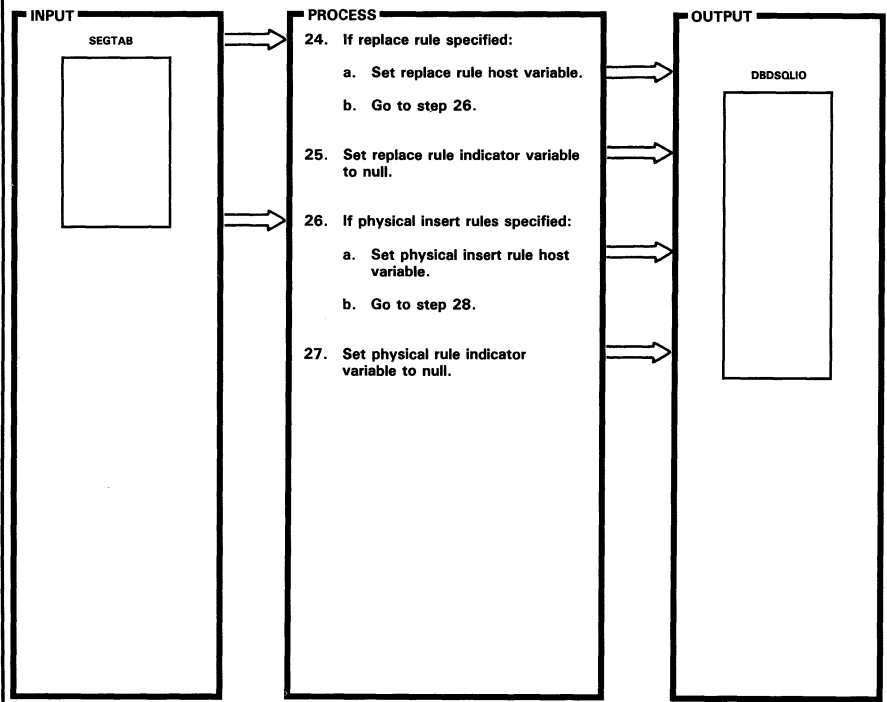 INPUT
SEGTAB
PROCESS
24. If replace rule specified:
a. Set replace rule host variable.
b. Go to step 26.
25. Set replace rule indicator variable
to null.
26. If physical insert rules specified:
a. Set physical insert rule host
variable.
b. Go to step 28.
27. Set physical rule indicator
variable to null.
OUTPUT
DBDSQLIO